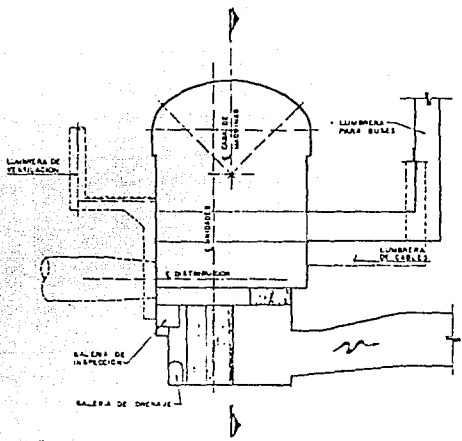 LUMBRERA DE
VENTILACION
℄ CASA DE
MAQUINAS
LUMBRERA
PARA BUSES
℄ UNIDADES
LUMBRERA
DE CABLES
℄ DISTRIBUCION
GALERIA DE
INSPECCIÓN
GALERIA DE DRENAJE